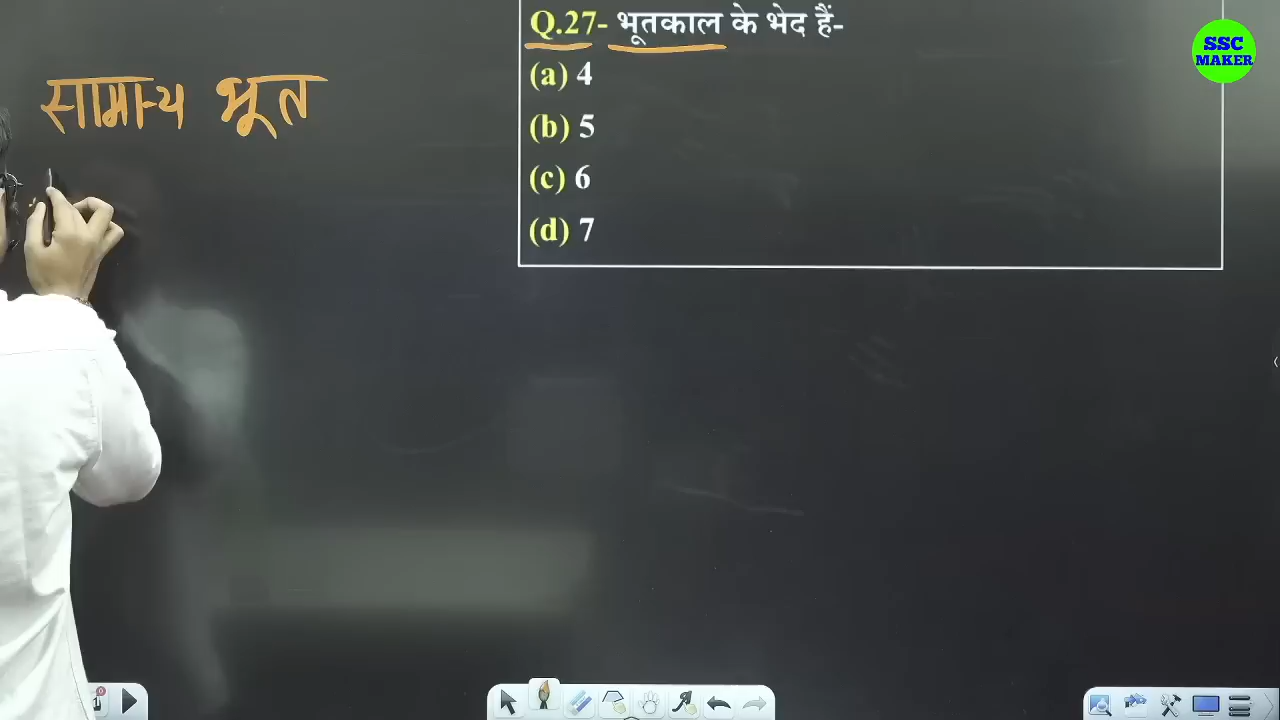 Q.27- भूतकाल के भेद हैं-
(a) 4
(b) 5
(c) 6
(d) 7
सामान्य भूत
SSC
MAKER